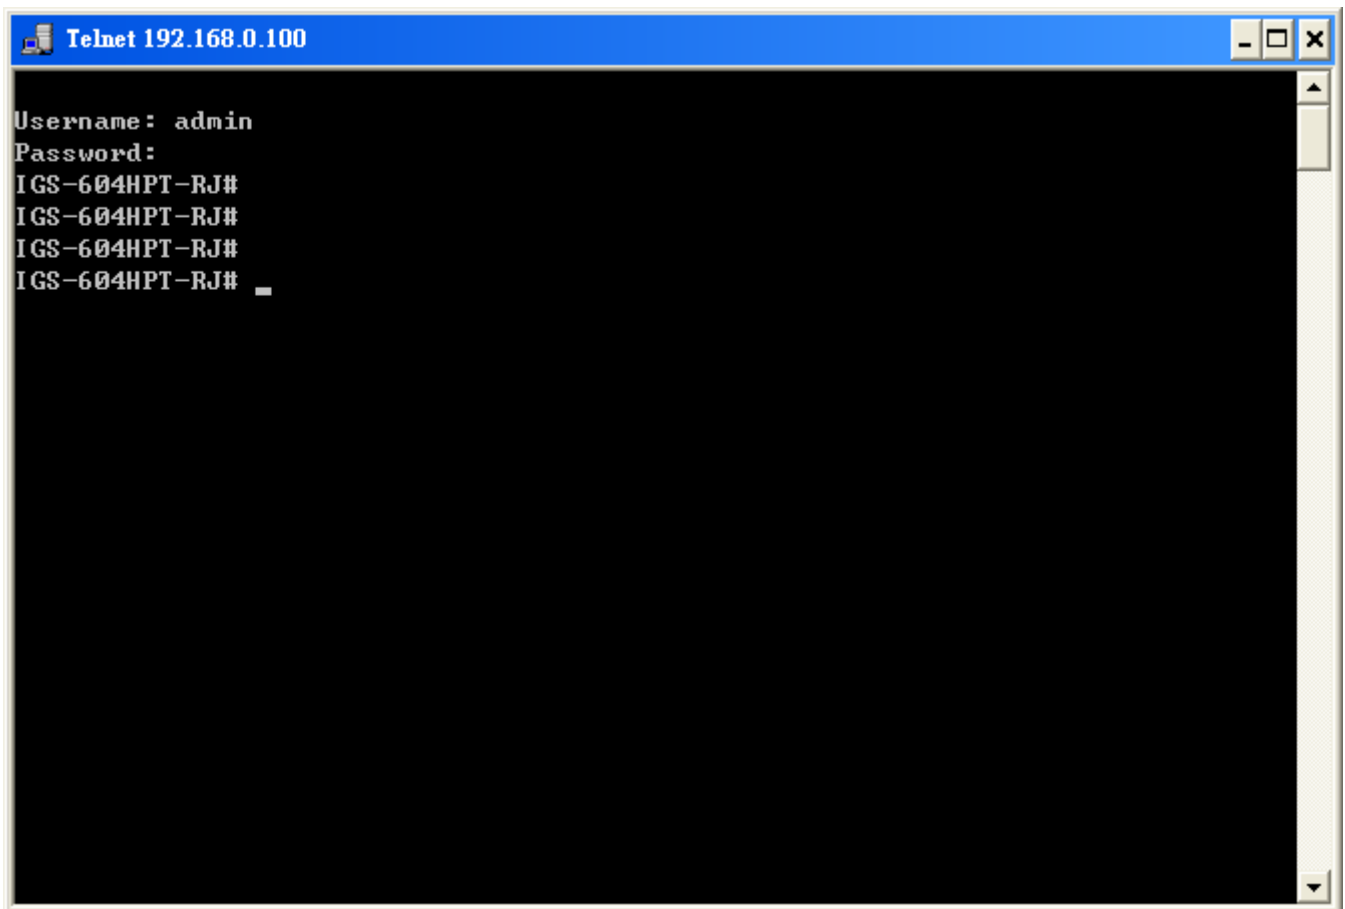 Telnet 192.168.0.100
Username: admin
Password:
IGS-604HPT-RJ#
IGS-604HPT-RJ#
IGS-604HPT-RJ#
IGS-604HPT-RJ# _